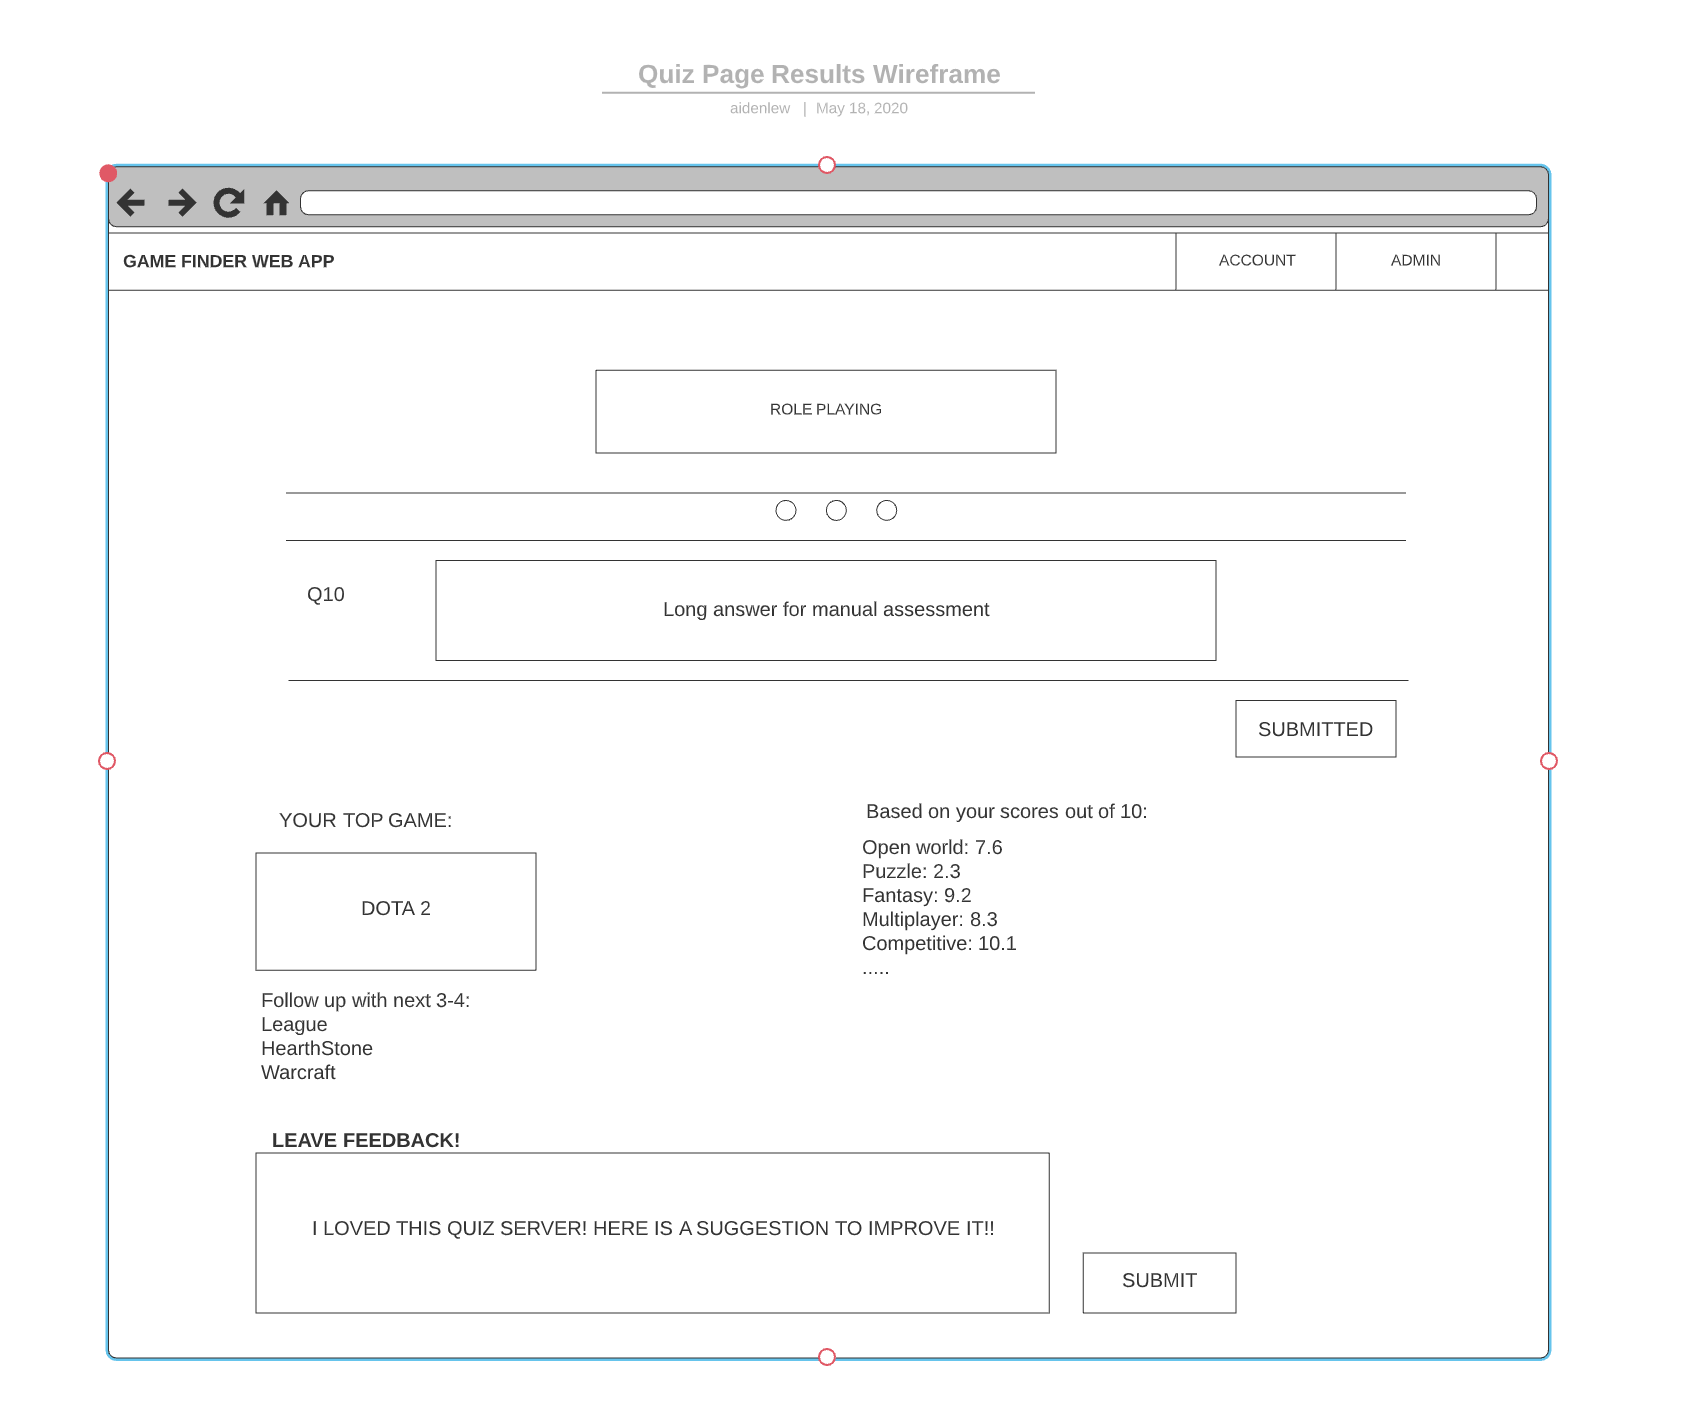 Quiz Page Results Wireframe
aidenlew | May 18, 2020
GAME FINDER WEB APP
ACCOUNT
ADMIN
ROLE PLAYING
Q10
Long answer for manual assessment
SUBMITTED
YOUR TOP GAME:
DOTA 2
Follow up with next 3-4:
League
HearthStone
Warcraft
Based on your scores out of 10:
Open world: 7.6
Puzzle: 2.3
Fantasy: 9.2
Multiplayer: 8.3
Competitive: 10.1
.....
LEAVE FEEDBACK!
I LOVED THIS QUIZ SERVER! HERE IS A SUGGESTION TO IMPROVE IT!!
SUBMIT